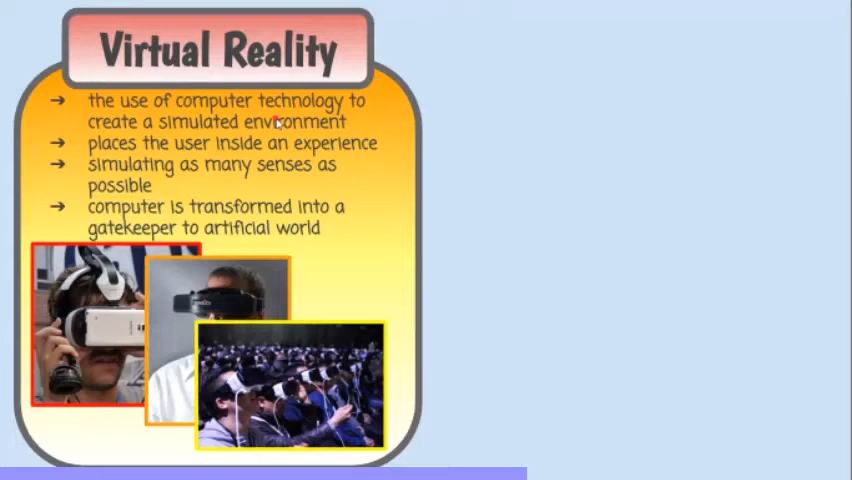 Virtual Reality
➔ the use of computer technology to
create a simulated environment
➔ places the user inside an experience
➔ simulating as many senses as
possible
➔ computer is transformed into a
gatekeeper to artificial world